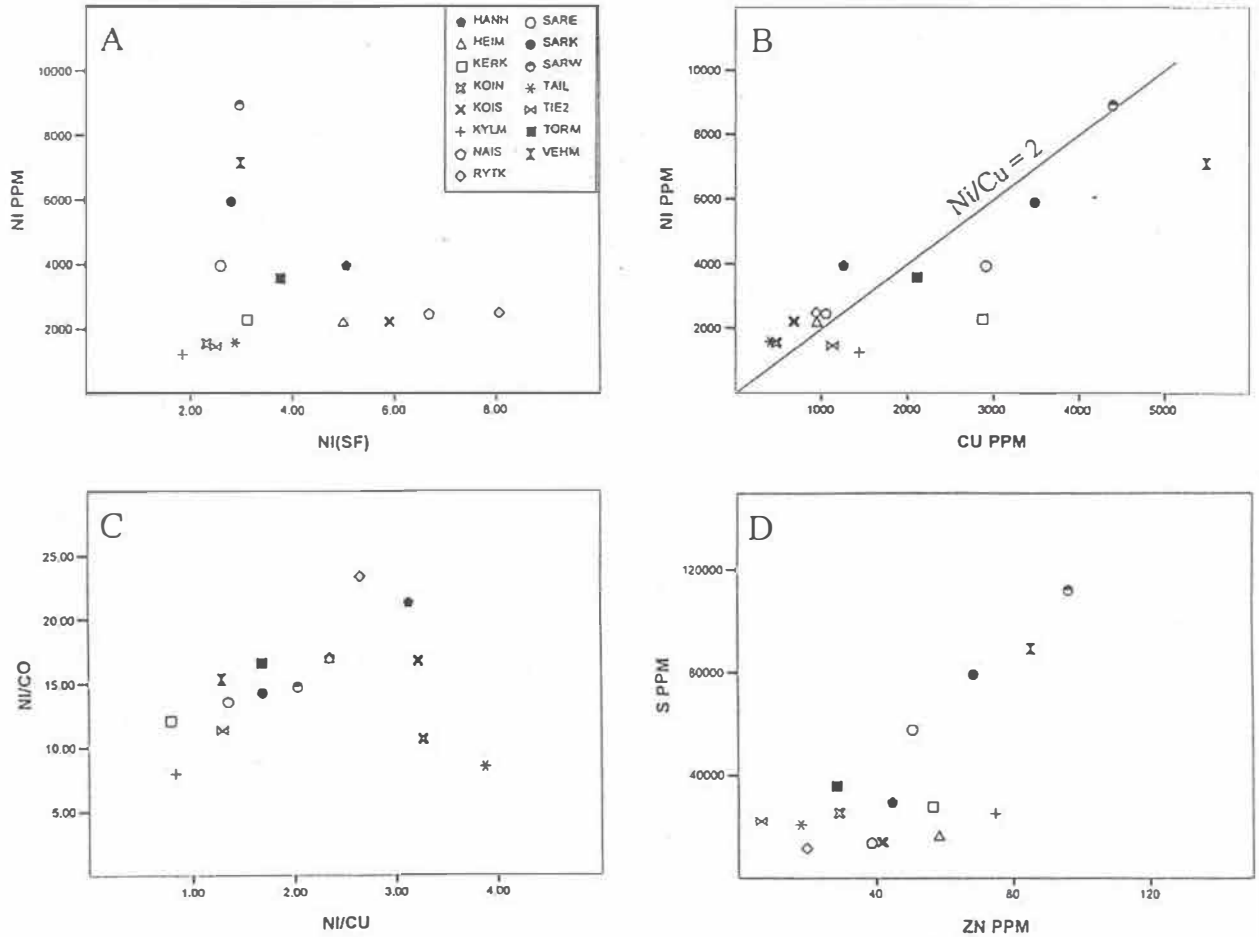 A
NI PPM
10000
8000
6000
4000
2000
2.00 4.00 6.00 8.00
NI(SF)
HANH SARE
HEIM SARK
KERK SARW
KOIN TAIL
KOIS TIE2
KYLM TORM
NAIS VEHM
RYTK
B
NI PPM
10000
8000
6000
4000
2000
Ni/Cu = 2
1000 2000 3000 4000 5000
CU PPM
C
NI/CO
25.00
20.00
15.00
10.00
5.00
1.00 2.00 3.00 4.00
NI/CU
D
S PPM
120000
80000
40000
40 80 120
ZN PPM